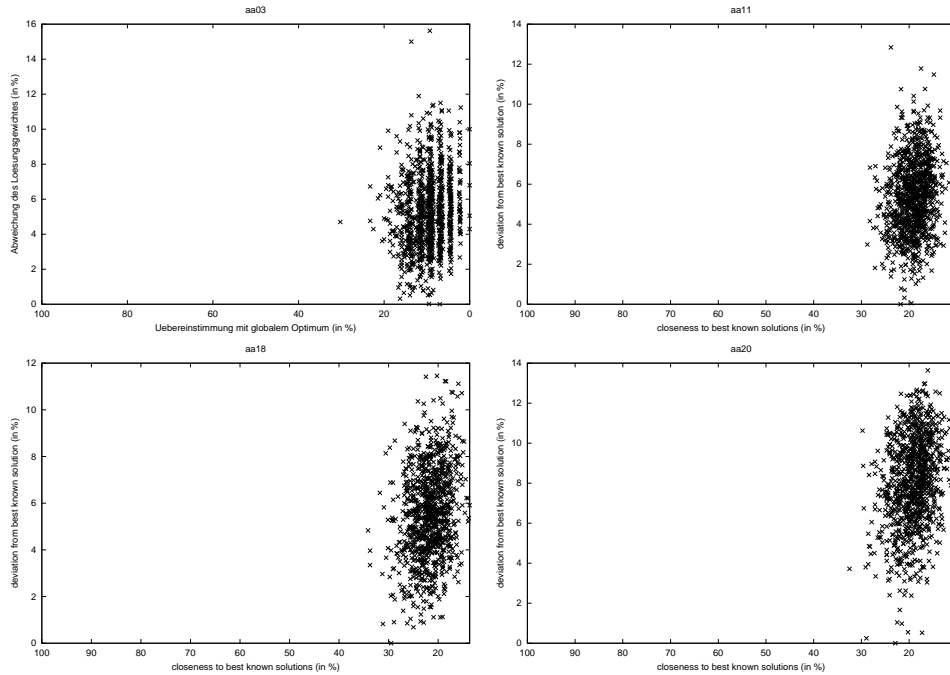 aa03
16
14
12
10
8
6
4
2
0
Abweichung des Loesungsgewichtes (in %)
100 80 60 40 20 0
Uebereinstimmung mit globalem Optimum (in %)
aa11
14
12
10
8
6
4
2
0
deviation from best known solution (in %)
100 90 80 70 60 50 40 30 20
closeness to best known solutions (in %)
aa18
12
10
8
6
4
2
0
deviation from best known solution (in %)
100 90 80 70 60 50 40 30 20
closeness to best known solutions (in %)
aa20
14
12
10
8
6
4
2
0
deviation from best known solution (in %)
100 90 80 70 60 50 40 30 20
closeness to best known solutions (in %)